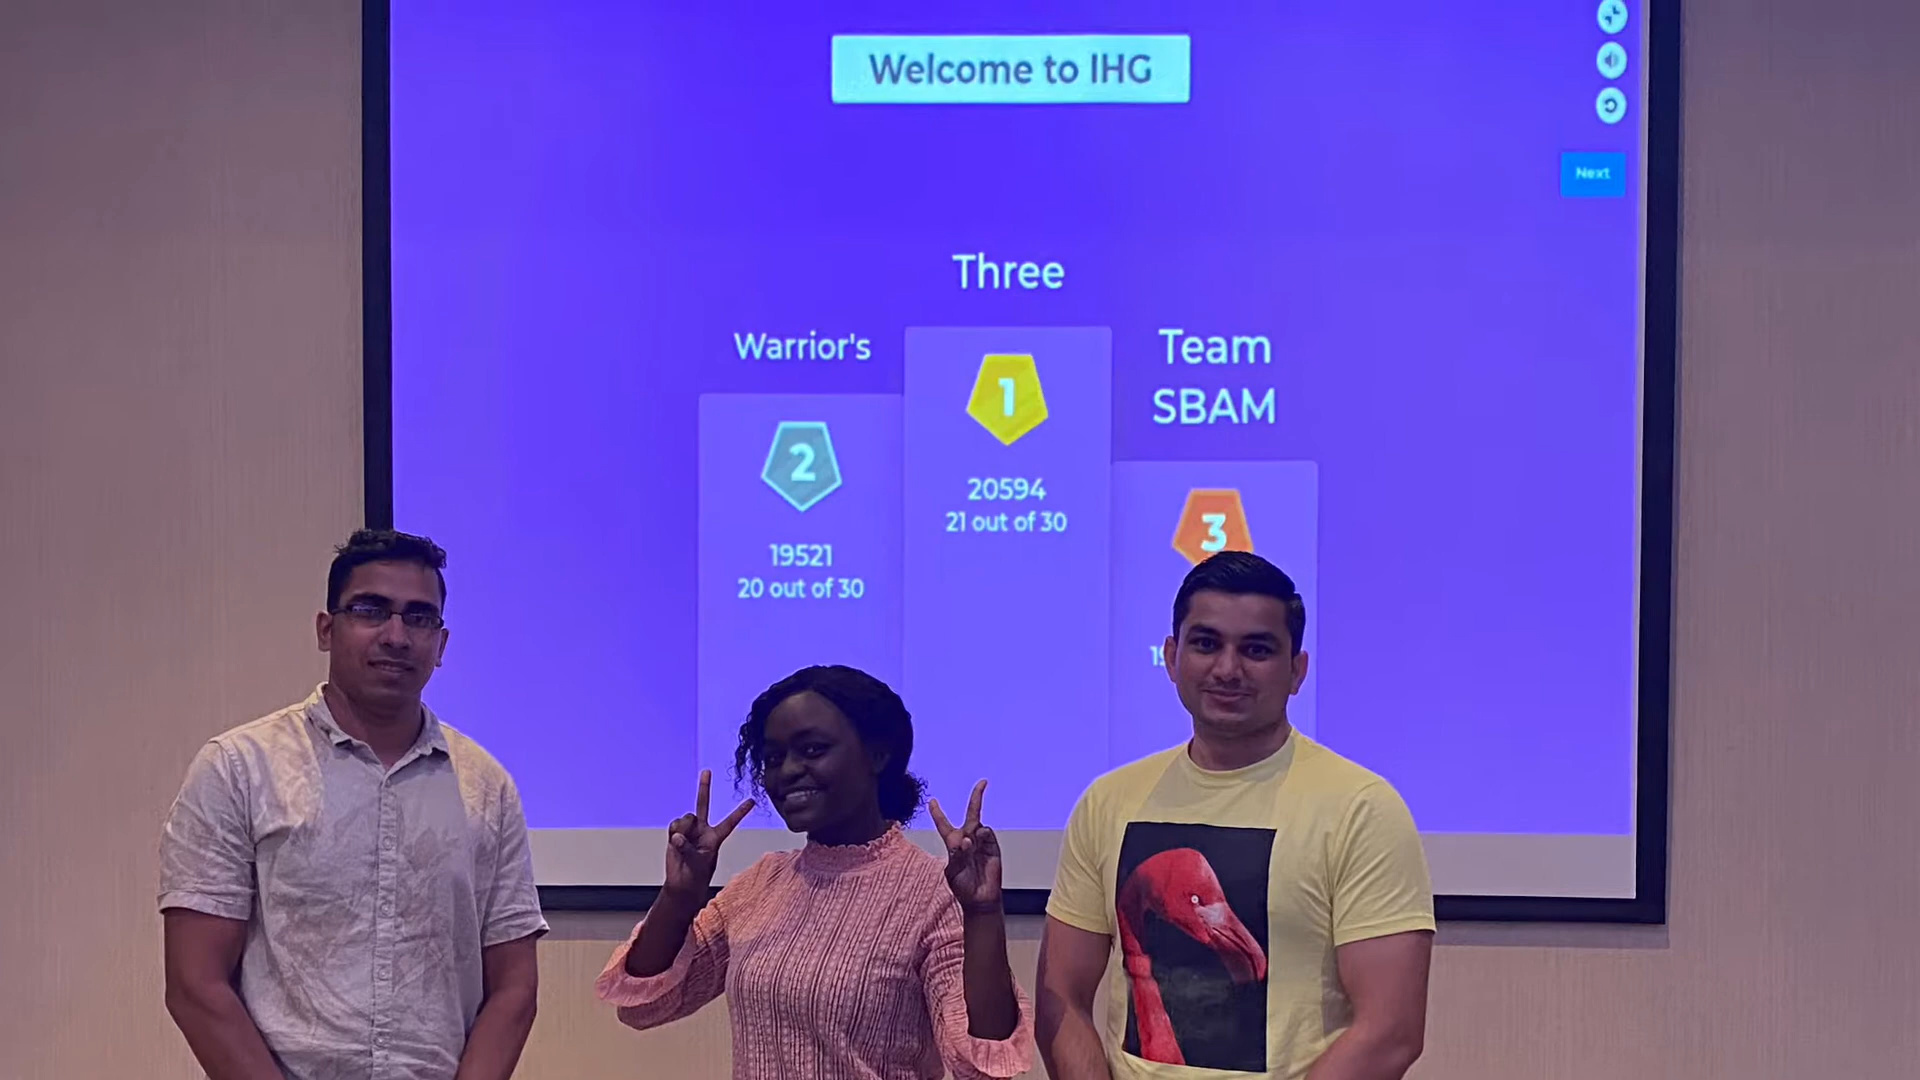 Welcome to IHG
Next
Three
Warrior's
Team
SBAM
1
2
3
20594
21 out of 30
19521
20 out of 30